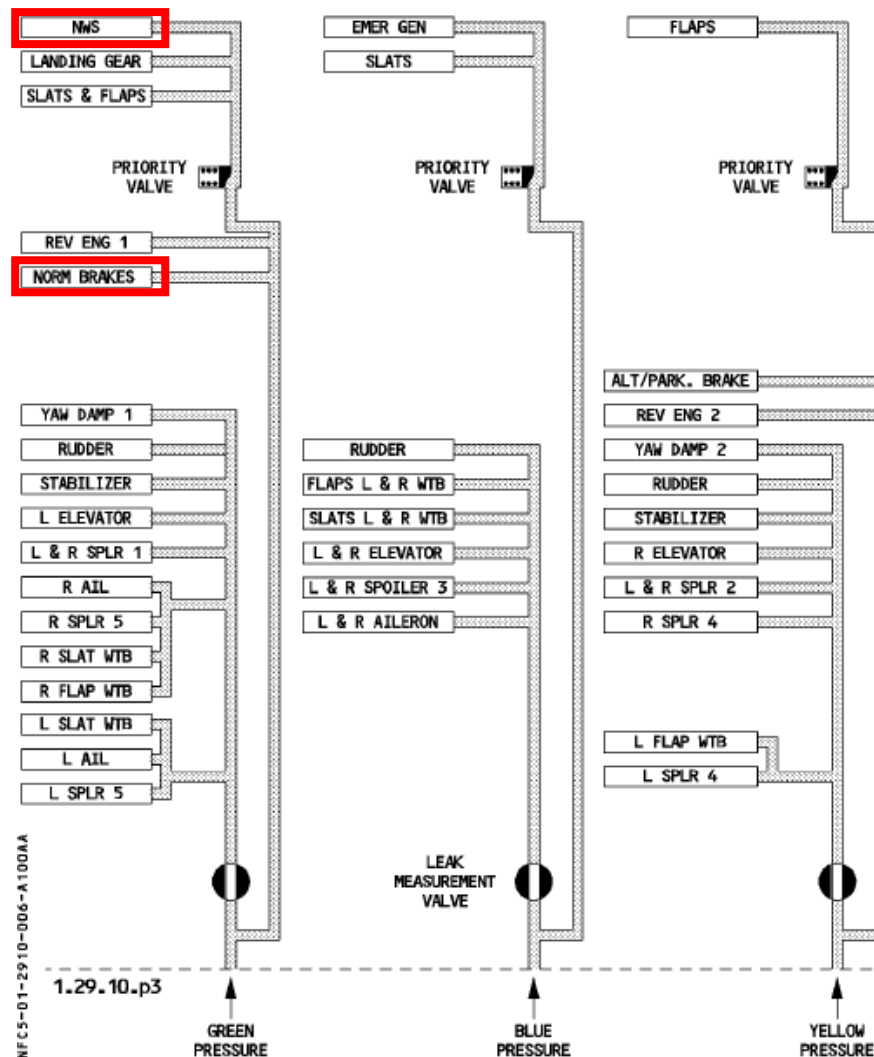 NWS
LANDING GEAR
SLATS & FLAPS
PRIORITY
VALVE
REV ENG 1
NORM BRAKES
YAW DAMP 1
RUDDER
STABILIZER
L ELEVATOR
L & R SPLR 1
R AIL
R SPLR 5
R SLAT WTB
R FLAP WTB
L SLAT WTB
L AIL
L SPLR 5
EMER GEN
SLATS
PRIORITY
VALVE
RUDDER
FLAPS L & R WTB
SLATS L & R WTB
L & R ELEVATOR
L & R SPOILER 3
L & R AILERON
LEAK
MEASUREMENT
VALVE
FLAPS
PRIORITY
VALVE
ALT/PARK. BRAKE
REV ENG 2
YAW DAMP 2
RUDDER
STABILIZER
R ELEVATOR
L & R SPLR 2
R SPLR 4
L FLAP WTB
L SPLR 4
NFC5-01-2910-006-A100AA
1.29.10.p3
GREEN
PRESSURE
BLUE
PRESSURE
YELLOW
PRESSURE